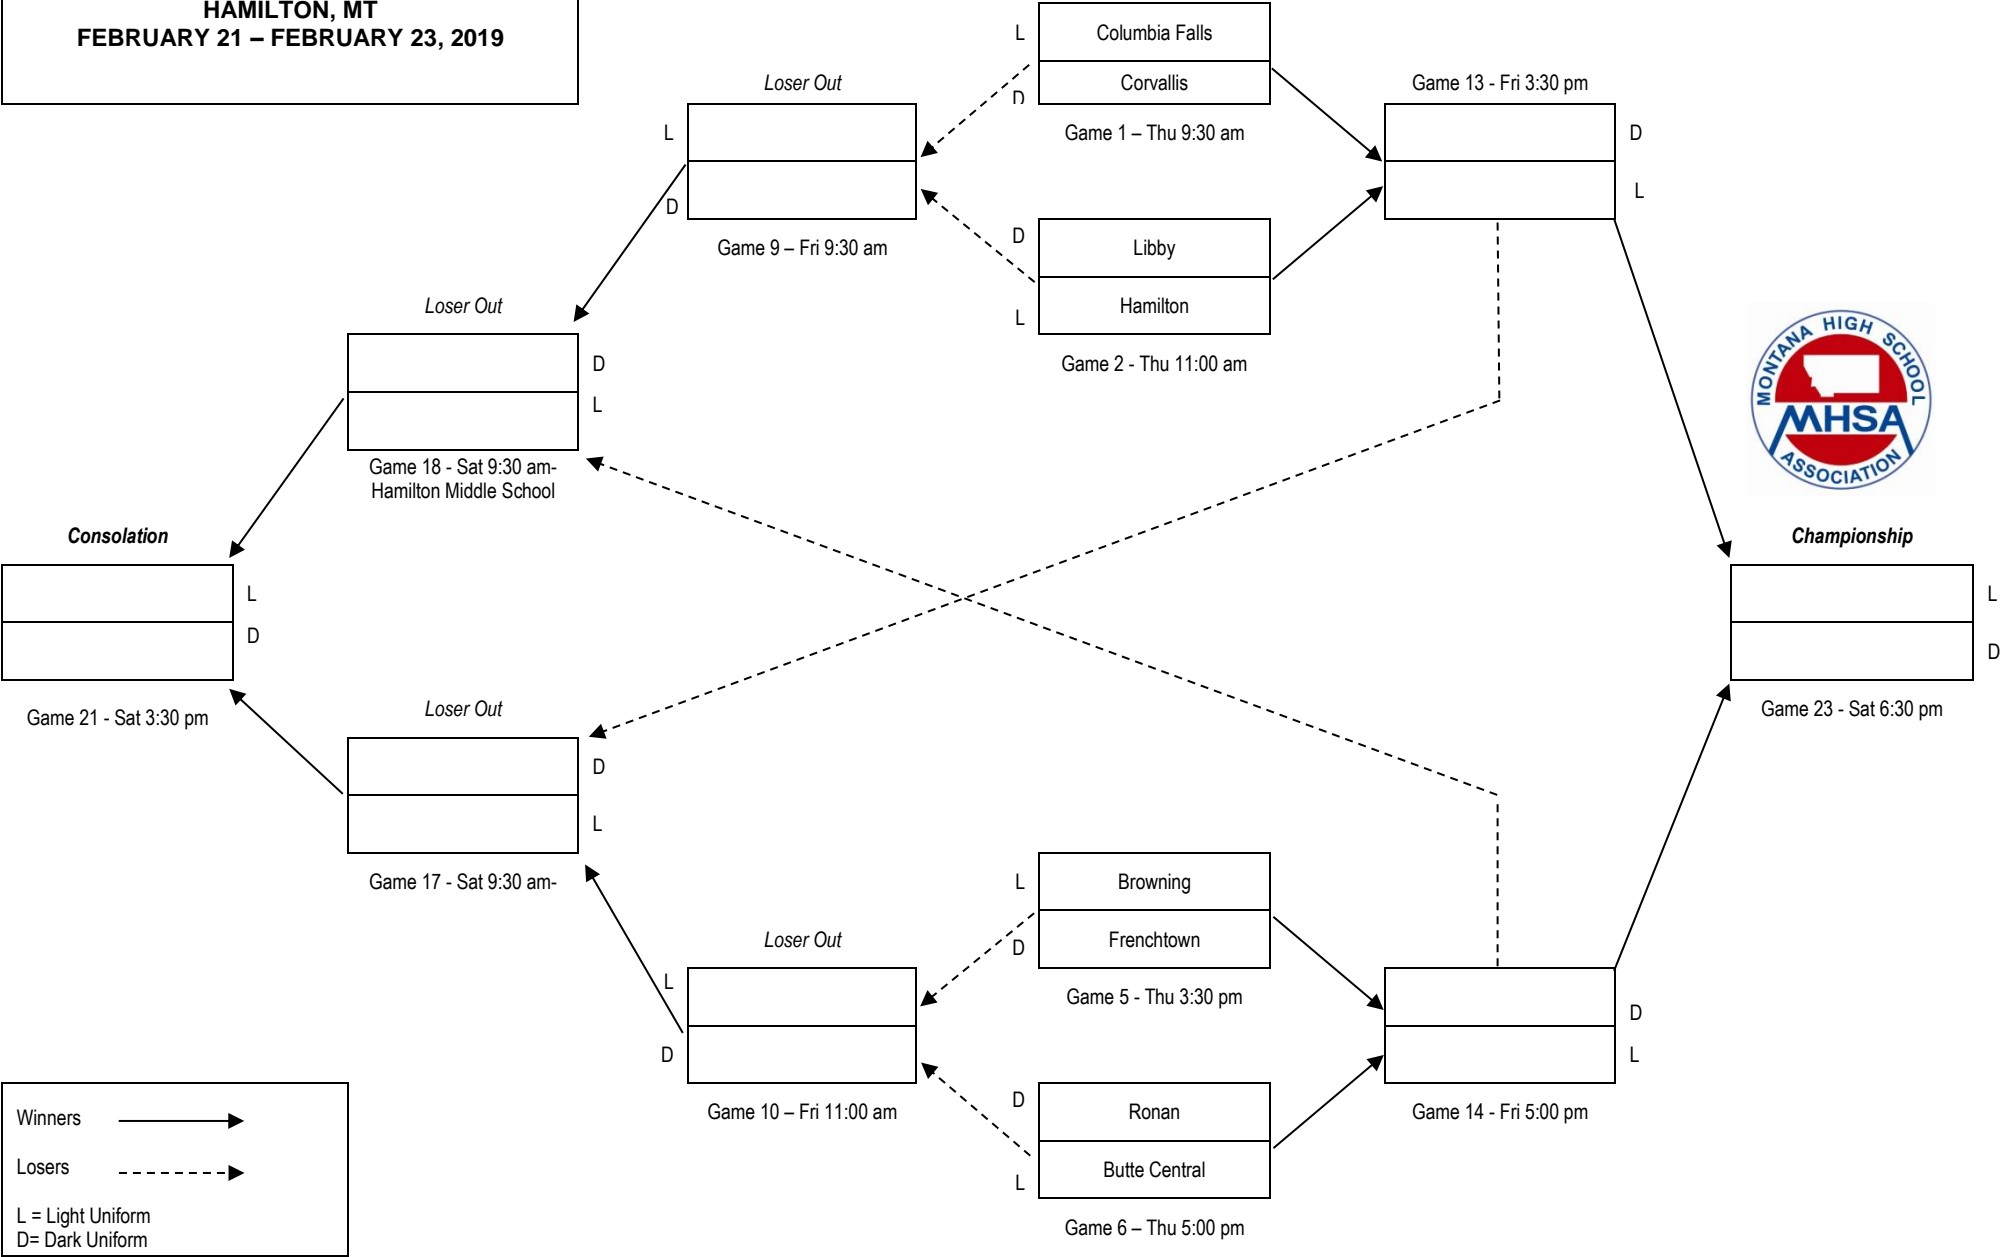 HAMILTON, MT
FEBRUARY 21 – FEBRUARY 23, 2019
L
Columbia Falls
D
Corvallis
Game 1 – Thu 9:30 am
Loser Out
L
D
Game 9 – Fri 9:30 am
Game 13 - Fri 3:30 pm
D
L
D
Libby
L
Hamilton
Game 2 - Thu 11:00 am
Loser Out
D
L
Game 18 - Sat 9:30 am-
Hamilton Middle School
MONTANA HIGH SCHOOL
MHSA
ASSOCIATION
Consolation
L
D
Game 21 - Sat 3:30 pm
Championship
L
D
Game 23 - Sat 6:30 pm
Loser Out
D
L
Game 17 - Sat 9:30 am-
L
Browning
D
Frenchtown
Game 5 - Thu 3:30 pm
Loser Out
L
D
Game 10 – Fri 11:00 am
D
L
Game 14 - Fri 5:00 pm
D
Ronan
L
Butte Central
Game 6 – Thu 5:00 pm
Winners
Losers
L = Light Uniform
D= Dark Uniform